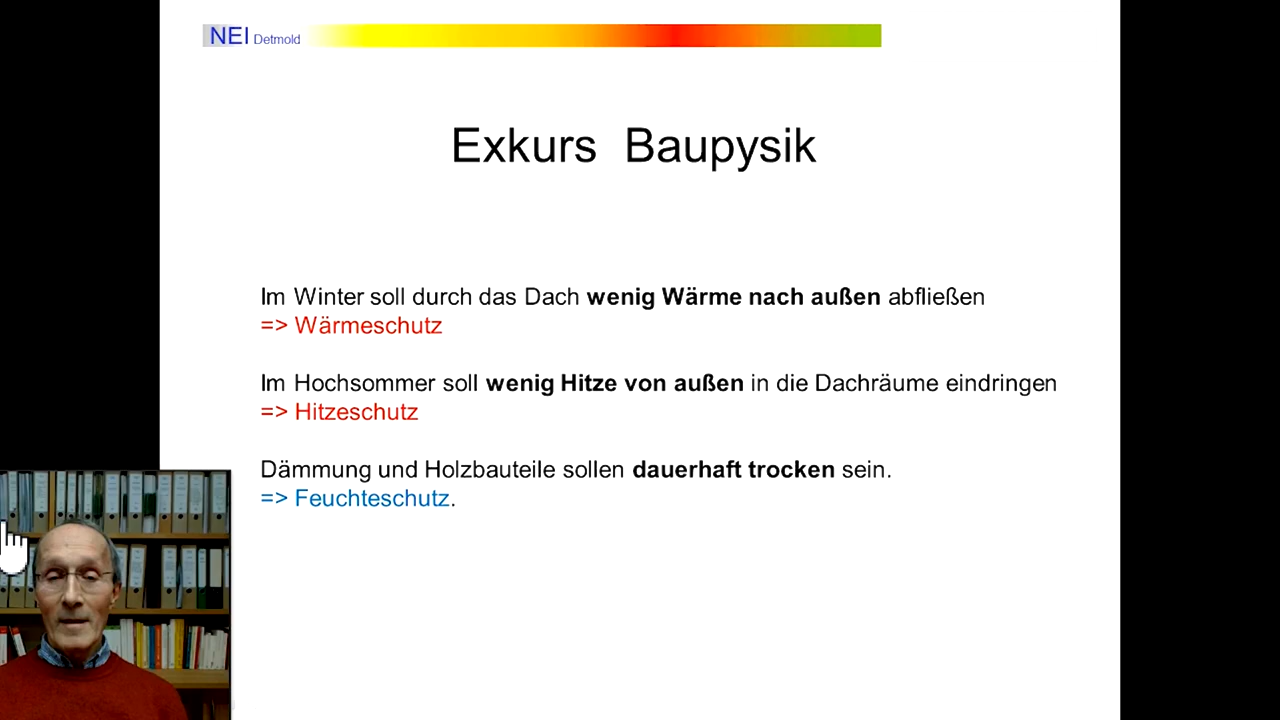 NEI Detmold
Exkurs Baupysik
Im Winter soll durch das Dach wenig Wärme nach außen abfließen
=> Wärmeschutz
Im Hochsommer soll wenig Hitze von außen in die Dachräume eindringen
=> Hitzeschutz
Dämmung und Holzbauteile sollen dauerhaft trocken sein.
=> Feuchteschutz.